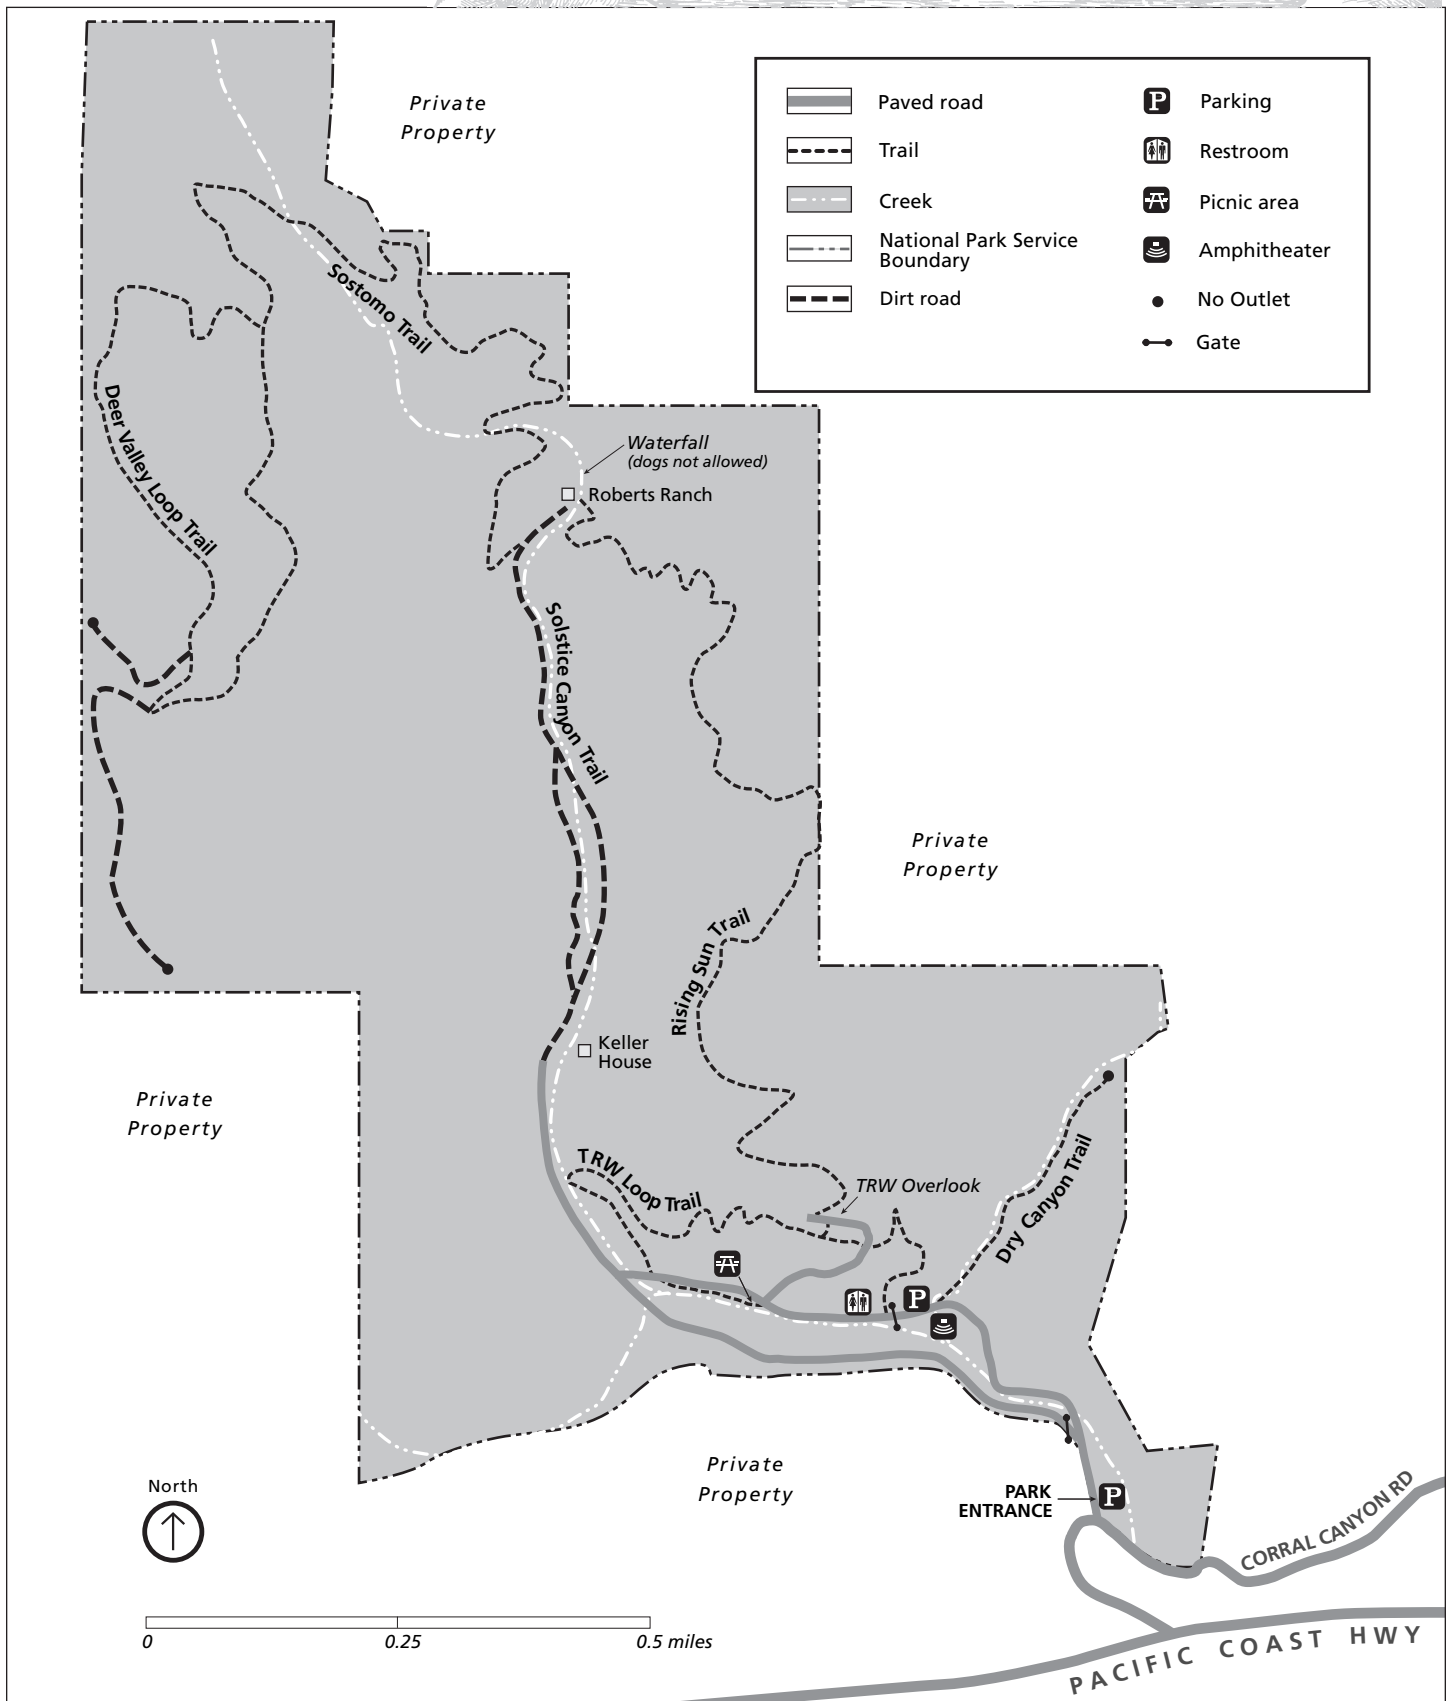 Private
Property
Paved road
Trail
Creek
National Park Service
Boundary
Dirt road
P Parking
Restroom
Picnic area
Amphitheater
No Outlet
Gate
Sostomo Trail
Deer Valley Loop Trail
Waterfall
(dogs not allowed)
Roberts Ranch
Solstice Canyon Trail
Private
Property
Rising Sun Trail
Keller
House
Private
Property
TRW Loop Trail
TRW Overlook
Dry Canyon Trail
P
Private
Property
North
PARK
ENTRANCE
P
CORRAL CANYON RD
0 0.25 0.5 miles
PACIFIC COAST HWY